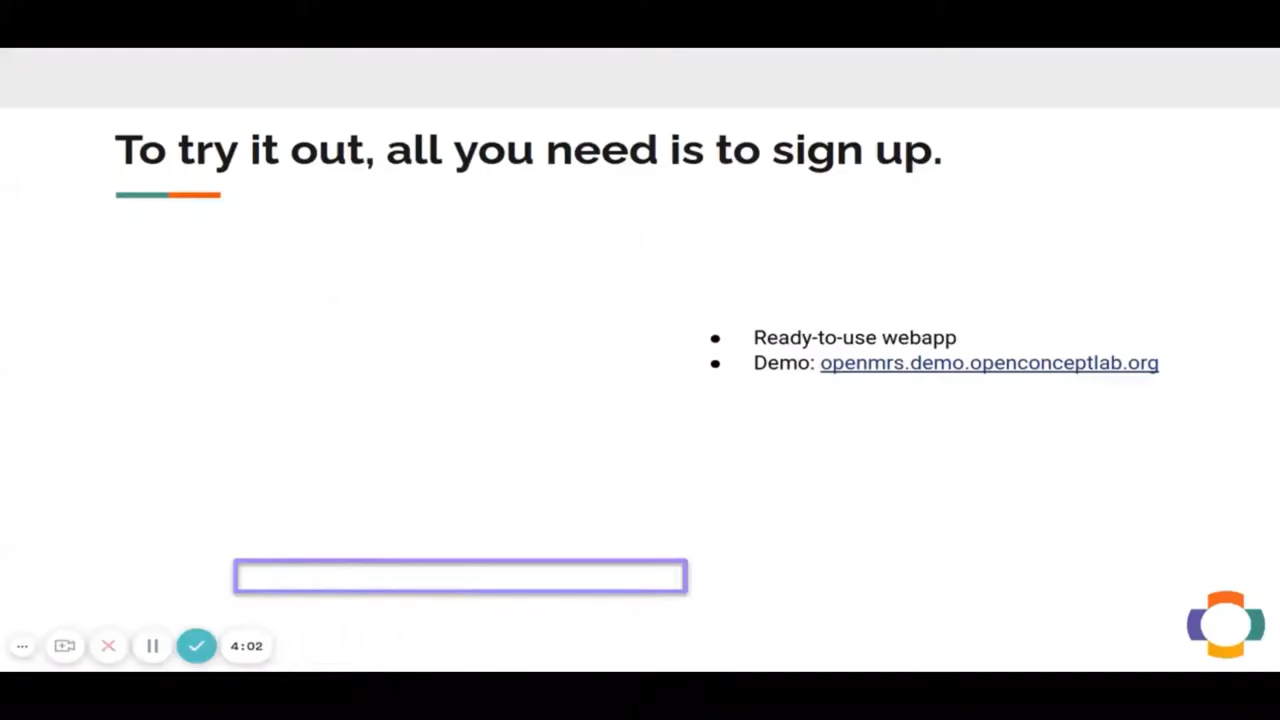 To try it out, all you need is to sign up.
● Ready-to-use webapp
● Demo: openmrs.demo.openconceptlab.org
4:02